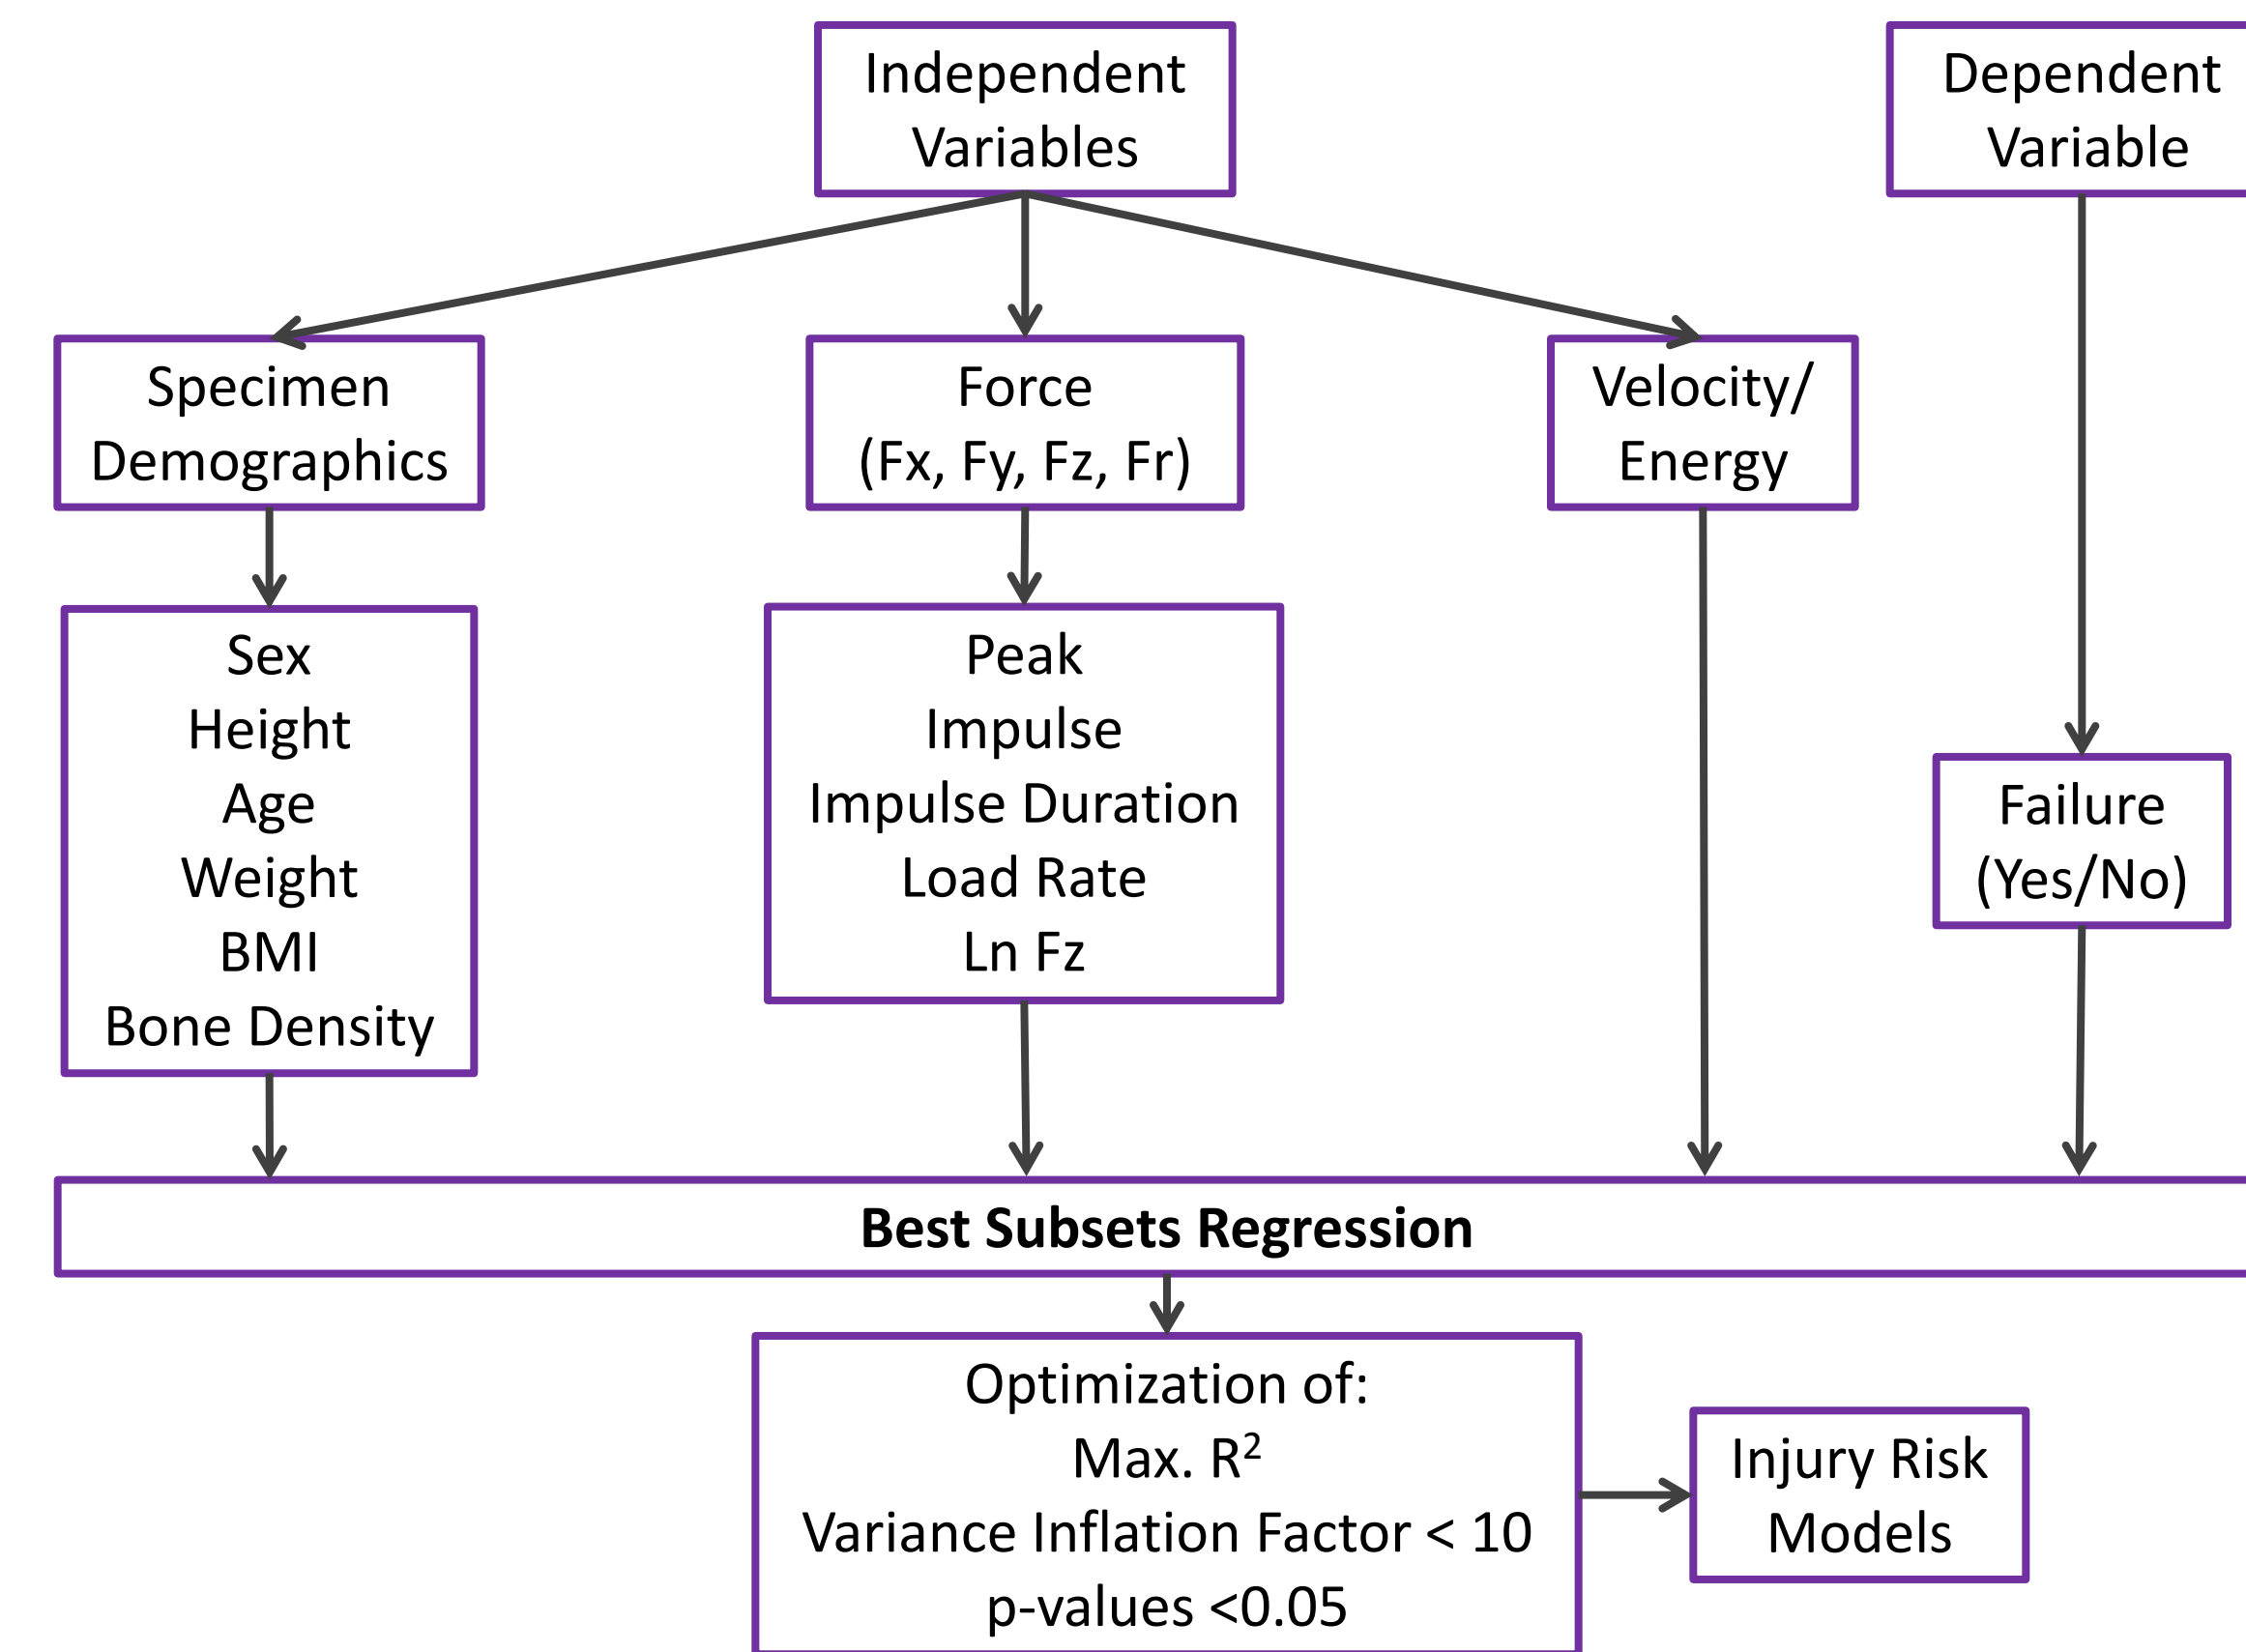 Independent
Variables
Dependent
Variable
Specimen
Demographics
Force
(Fx, Fy, Fz, Fr)
Velocity/
Energy
Sex
Height
Age
Weight
BMI
Bone Density
Peak
Impulse
Impulse Duration
Load Rate
Ln Fz
Failure
(Yes/No)
Best Subsets Regression
Optimization of:
Max. R²
Variance Inflation Factor < 10
p-values <0.05
Injury Risk
Models